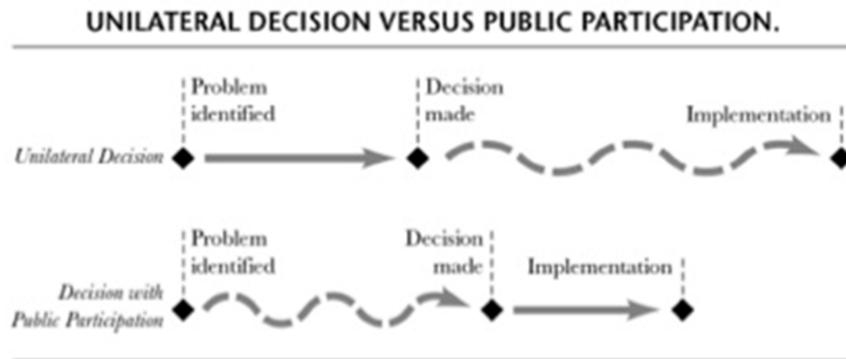 UNILATERAL DECISION VERSUS PUBLIC PARTICIPATION.
Problem
identified
Decision
made
Implementation
Unilateral Decision
Problem
identified
Decision
made
Implementation
Decision with
Public Participation